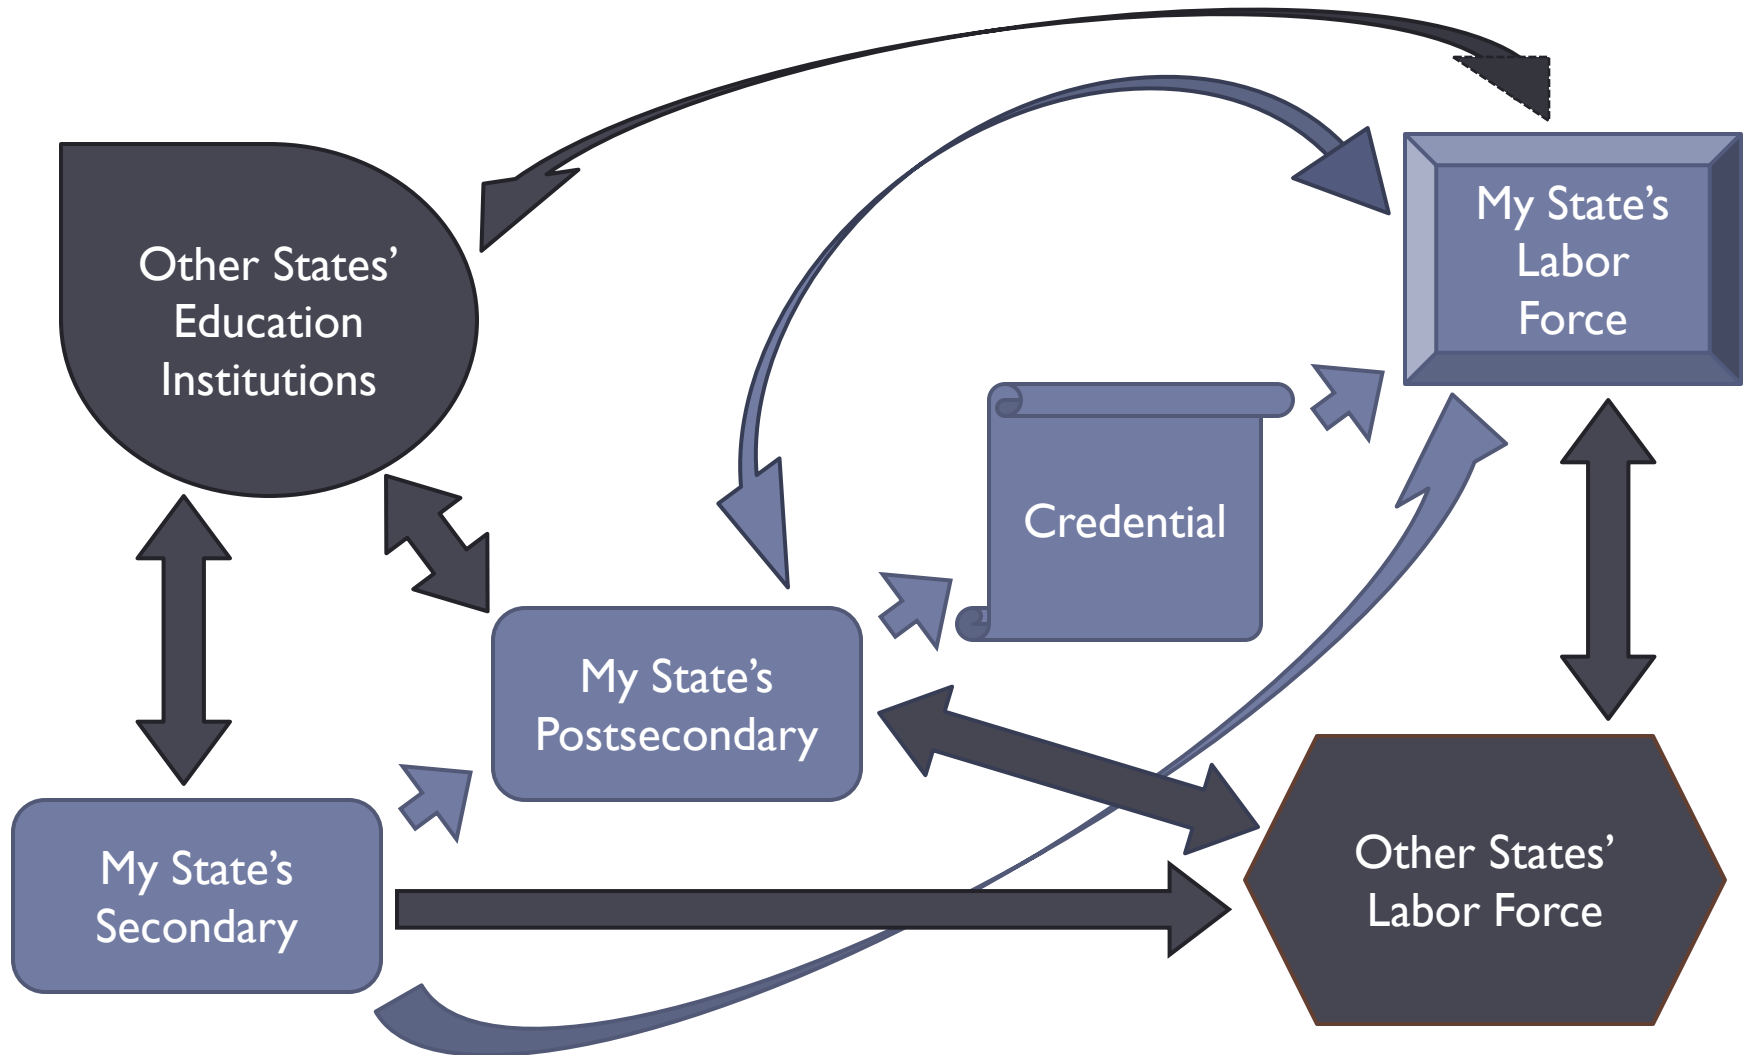 Other States’
Education
Institutions
My State’s
Labor
Force
Credential
My State’s
Postsecondary
My State’s
Secondary
Other States’
Labor Force